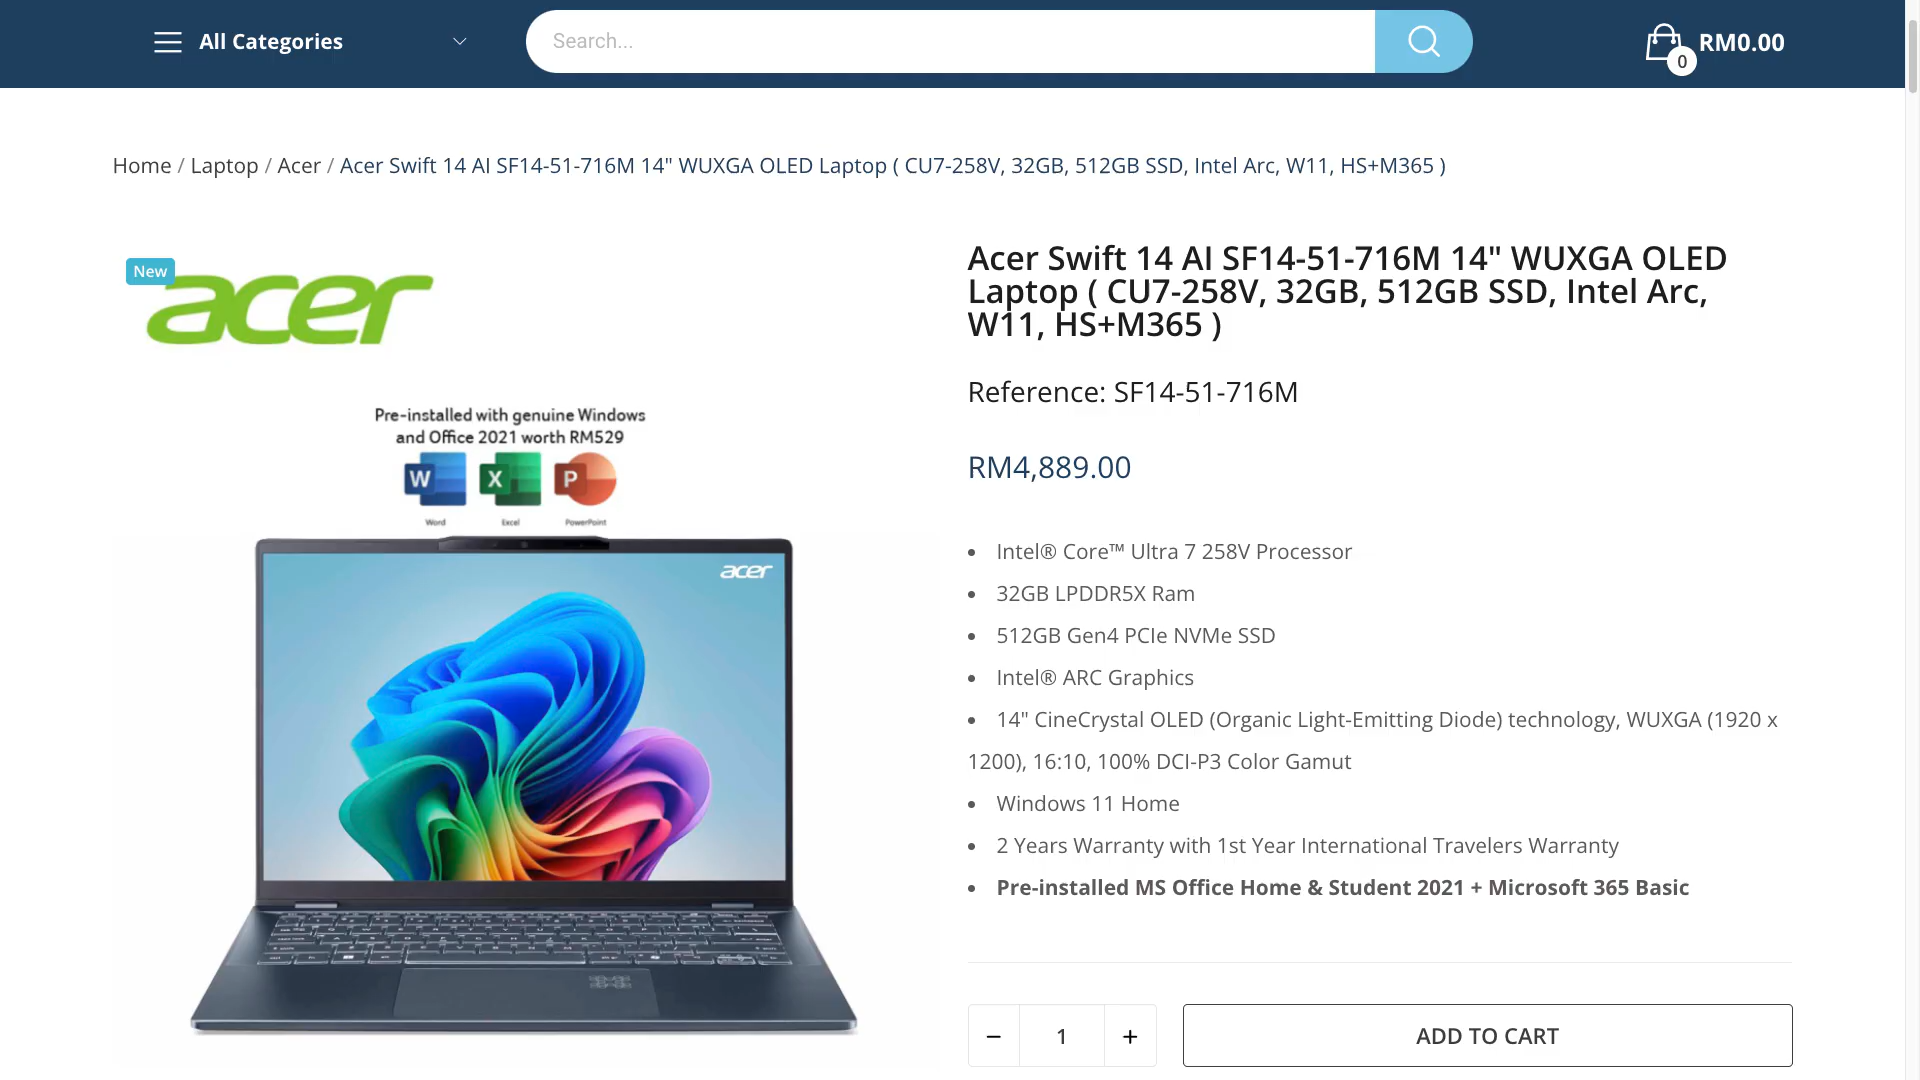 All Categories
Search...
RM0.00
0
Home / Laptop / Acer / Acer Swift 14 AI SF14-51-716M 14" WUXGA OLED Laptop ( CU7-258V, 32GB, 512GB SSD, Intel Arc, W11, HS+M365 )
New
acer
Pre-installed with genuine Windows
and Office 2021 worth RM529
W X P
Word Excel PowerPoint
acer
Acer Swift 14 AI SF14-51-716M 14" WUXGA OLED
Laptop ( CU7-258V, 32GB, 512GB SSD, Intel Arc,
W11, HS+M365 )
Reference: SF14-51-716M
RM4,889.00
• Intel® Core™ Ultra 7 258V Processor
• 32GB LPDDR5X Ram
• 512GB Gen4 PCIe NVMe SSD
• Intel® ARC Graphics
• 14" CineCrystal OLED (Organic Light-Emitting Diode) technology, WUXGA (1920 x
1200), 16:10, 100% DCI-P3 Color Gamut
• Windows 11 Home
• 2 Years Warranty with 1st Year International Travelers Warranty
• Pre-installed MS Office Home & Student 2021 + Microsoft 365 Basic
− 1 +
ADD TO CART